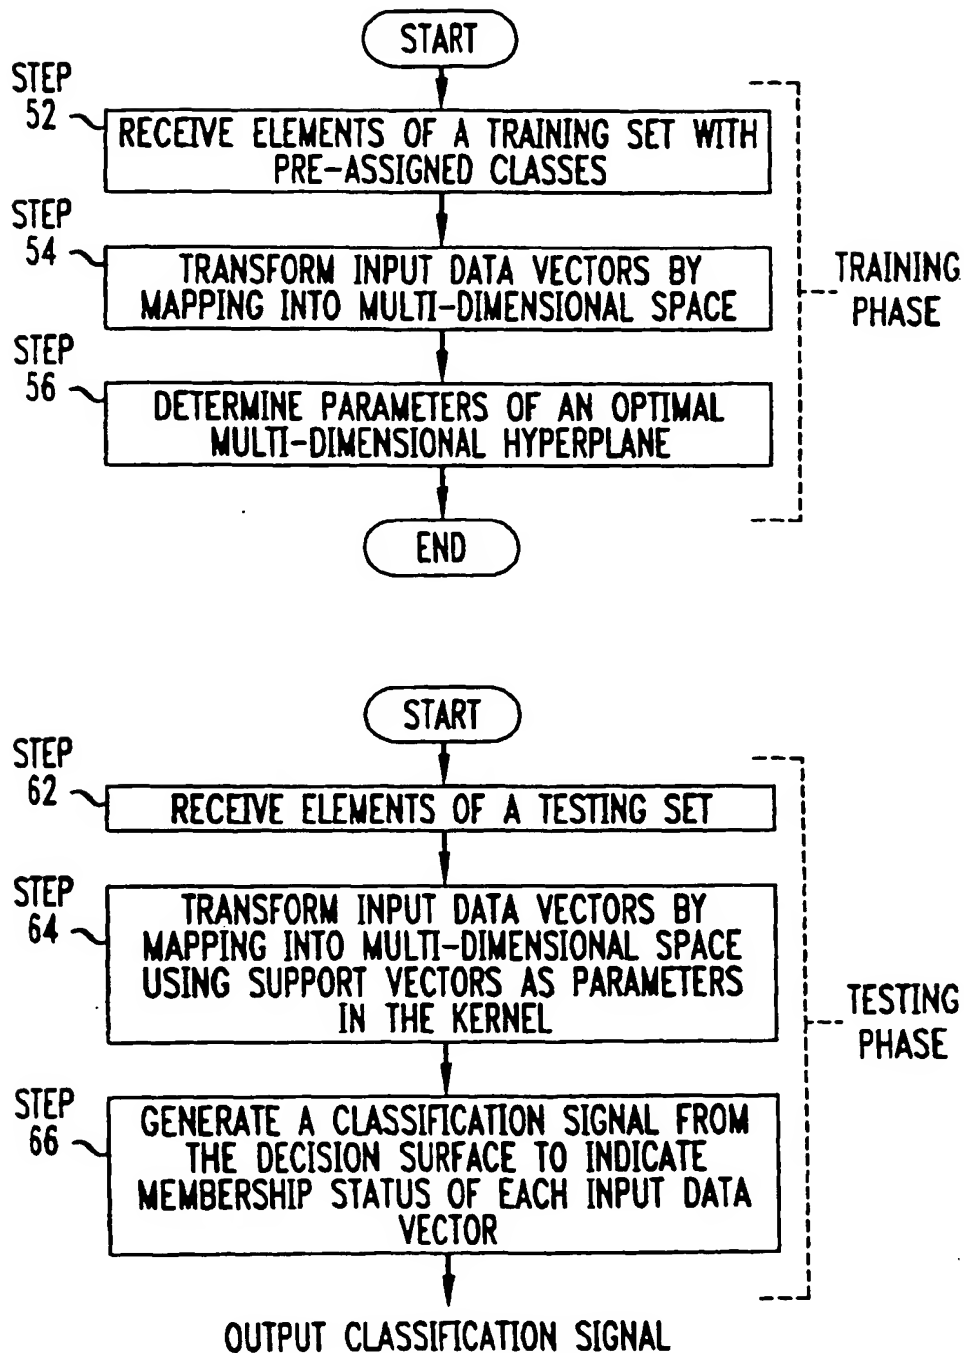 START
STEP
52
RECEIVE ELEMENTS OF A TRAINING SET WITH
PRE-ASSIGNED CLASSES
STEP
54
TRANSFORM INPUT DATA VECTORS BY
MAPPING INTO MULTI-DIMENSIONAL SPACE
TRAINING
PHASE
STEP
56
DETERMINE PARAMETERS OF AN OPTIMAL
MULTI-DIMENSIONAL HYPERPLANE
END
START
STEP
62
RECEIVE ELEMENTS OF A TESTING SET
STEP
64
TRANSFORM INPUT DATA VECTORS BY
MAPPING INTO MULTI-DIMENSIONAL SPACE
USING SUPPORT VECTORS AS PARAMETERS
IN THE KERNEL
TESTING
PHASE
STEP
66
GENERATE A CLASSIFICATION SIGNAL FROM
THE DECISION SURFACE TO INDICATE
MEMBERSHIP STATUS OF EACH INPUT DATA
VECTOR
OUTPUT CLASSIFICATION SIGNAL